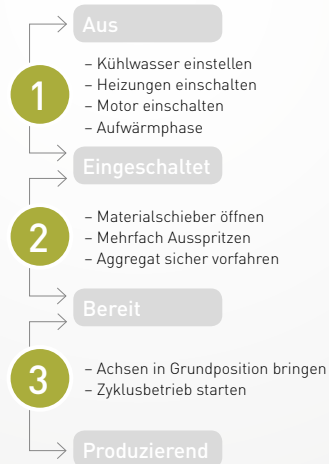 Aus
1
– Kühlwasser einstellen
– Heizungen einschalten
– Motor einschalten
– Aufwärmphase
Eingeschaltet
2
– Materialschieber öffnen
– Mehrfach Ausspritzen
– Aggregat sicher vorfahren
Bereit
3
– Achsen in Grundposition bringen
– Zyklusbetrieb starten
Produzierend